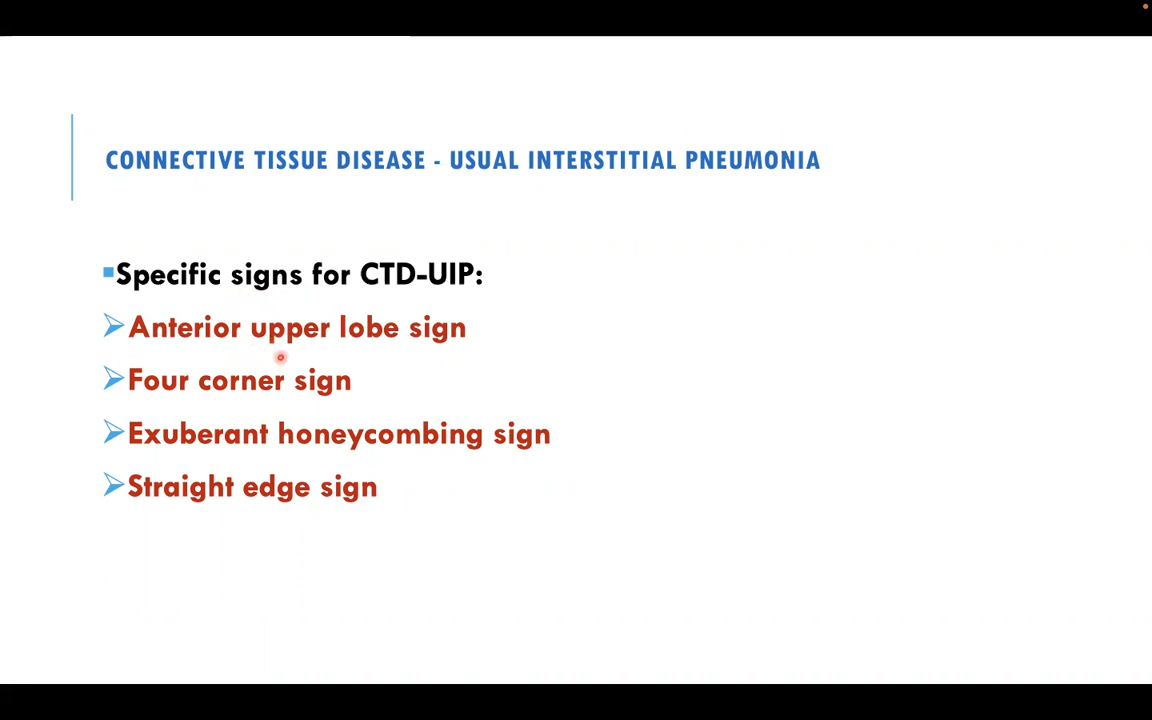 CONNECTIVE TISSUE DISEASE - USUAL INTERSTITIAL PNEUMONIA
Specific signs for CTD-UIP:
Anterior upper lobe sign
Four corner sign
Exuberant honeycombing sign
Straight edge sign